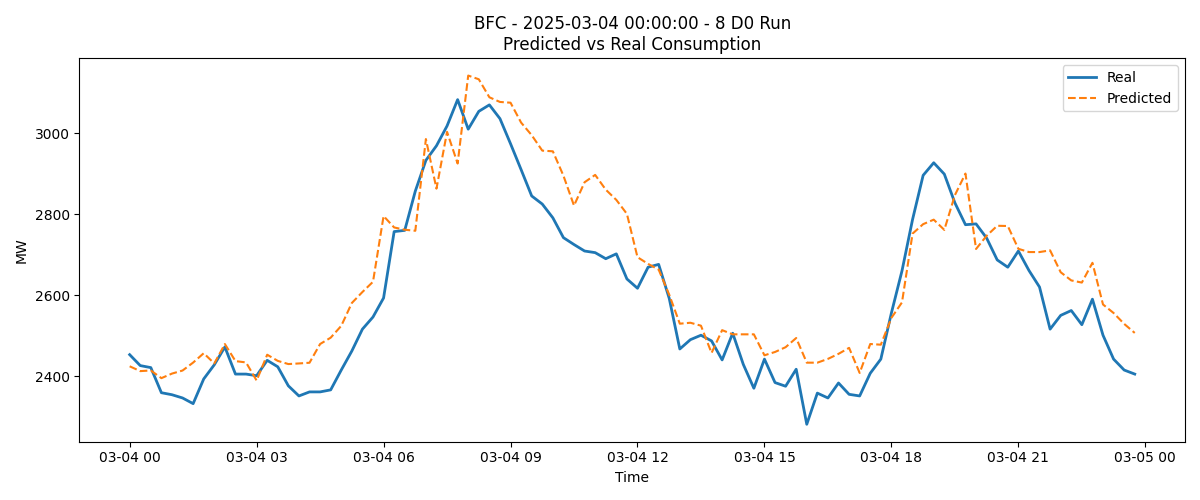 BFC - 2025-03-04 00:00:00 - 8 D0 Run
Predicted vs Real Consumption
Real
Predicted
MW
3000
2800
2600
2400
03-04 00
03-04 03
03-04 06
03-04 09
03-04 12
03-04 15
03-04 18
03-04 21
03-05 00
Time